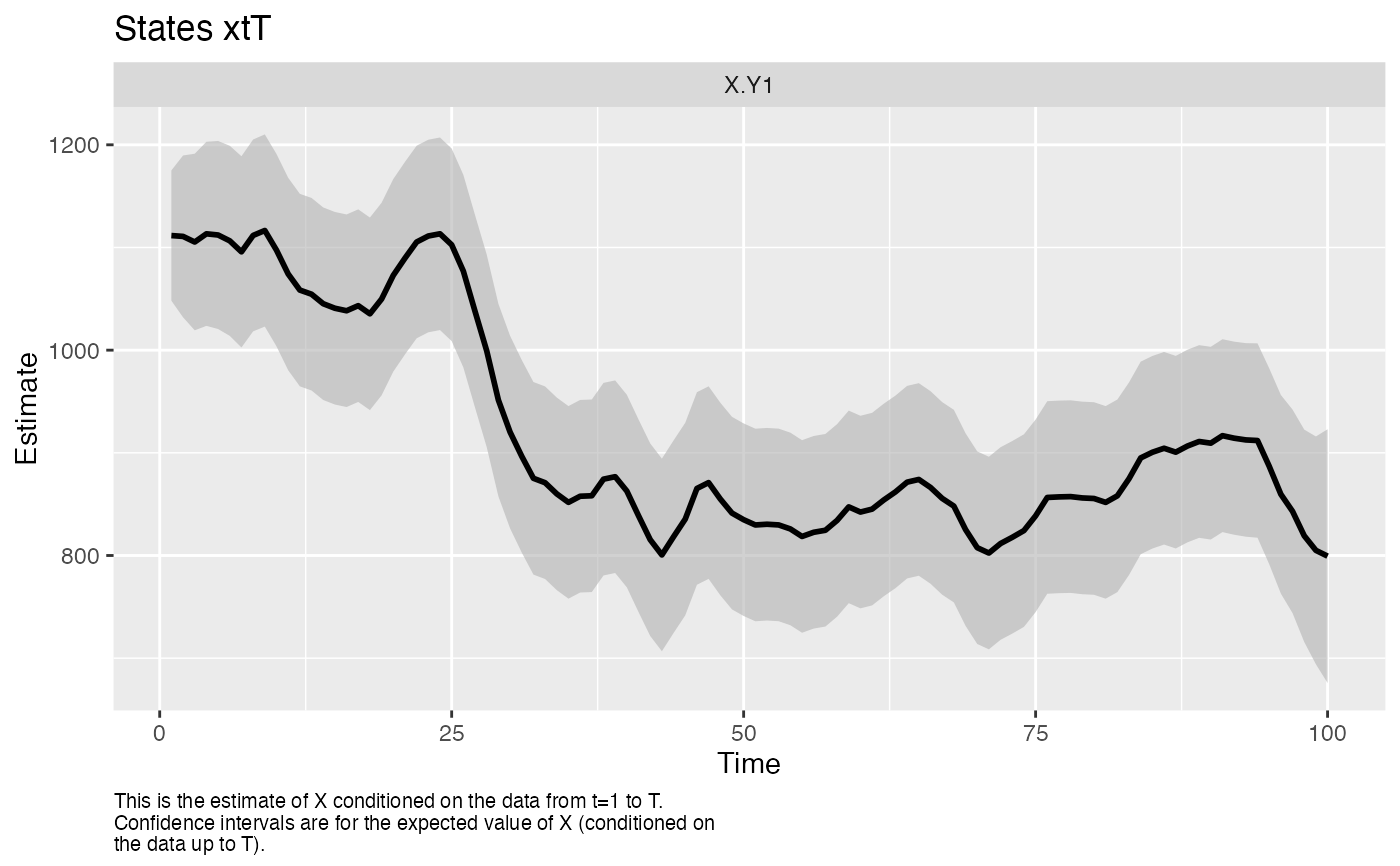 States xtT
X.Y1
1200
1000
800
Estimate
0 25 50 75 100
Time
This is the estimate of X conditioned on the data from t=1 to T.
Confidence intervals are for the expected value of X (conditioned on
the data up to T).